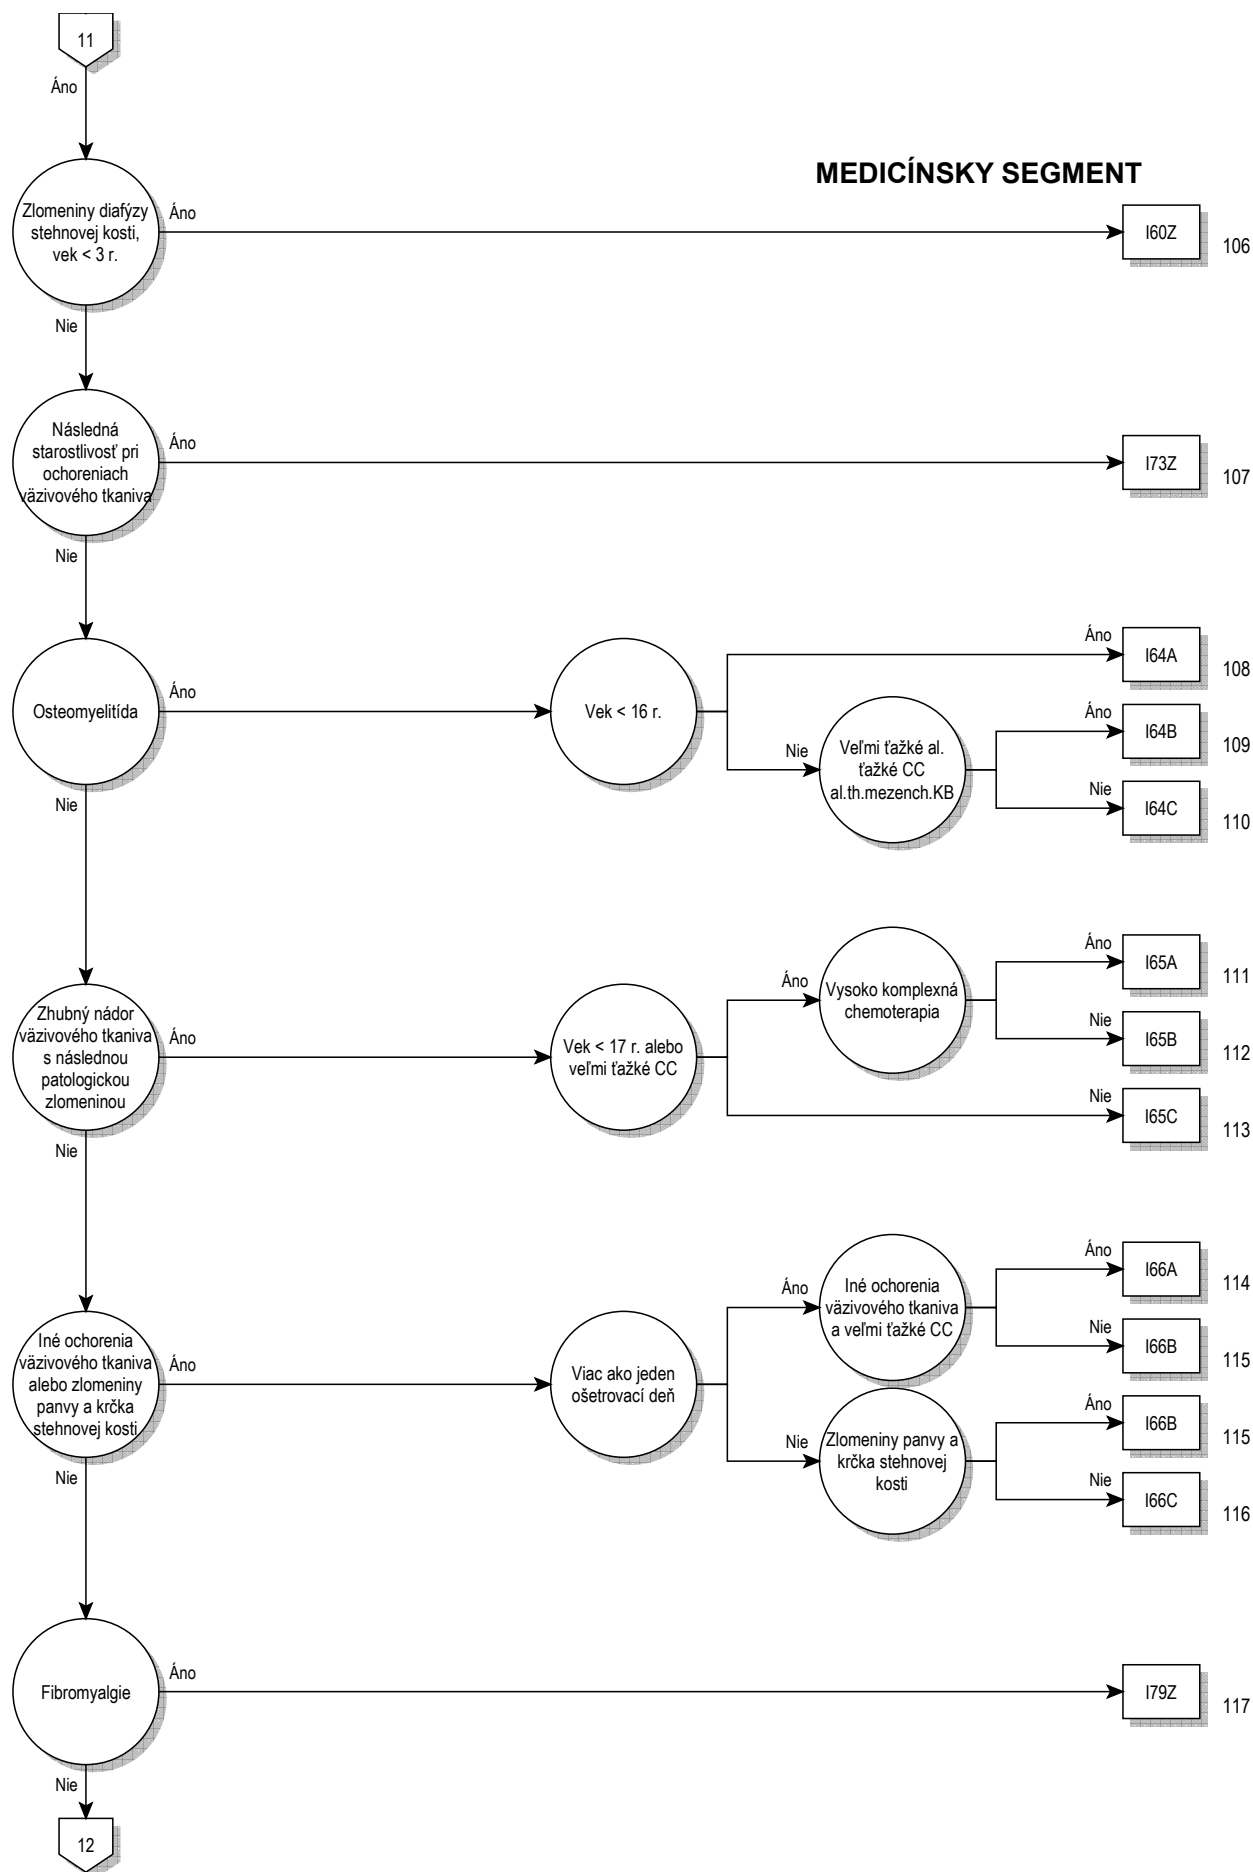 11
Áno
MEDICÍNSKY SEGMENT
Zlomeniny diafýzy
stehnovej kosti,
vek < 3 r.
Áno
I60Z
106
Nie
Následná
starostlivosť pri
ochoreniach
väzivového tkaniva
Áno
I73Z
107
Nie
Osteomyelitída
Áno
Vek < 16 r.
Áno
I64A
108
Nie
Veľmi ťažké al.
ťažké CC
al.th.mezench.KB
Áno
I64B
109
Nie
I64C
110
Nie
Zhubný nádor
väzivového tkaniva
s následnou
patologickou
zlomeninou
Áno
Vek < 17 r. alebo
veľmi ťažké CC
Áno
Vysoko komplexná
chemoterapia
Áno
I65A
111
Nie
I65B
112
Nie
I65C
113
Nie
Iné ochorenia
väzivového tkaniva
alebo zlomeniny
panvy a krčka
stehnovej kosti
Áno
Viac ako jeden
ošetrovací deň
Áno
Iné ochorenia
väzivového tkaniva
a veľmi ťažké CC
Áno
I66A
114
Nie
I66B
115
Nie
Zlomeniny panvy a
krčka stehnovej
kosti
Áno
I66B
115
Nie
I66C
116
Nie
Fibromyalgie
Áno
I79Z
117
Nie
12